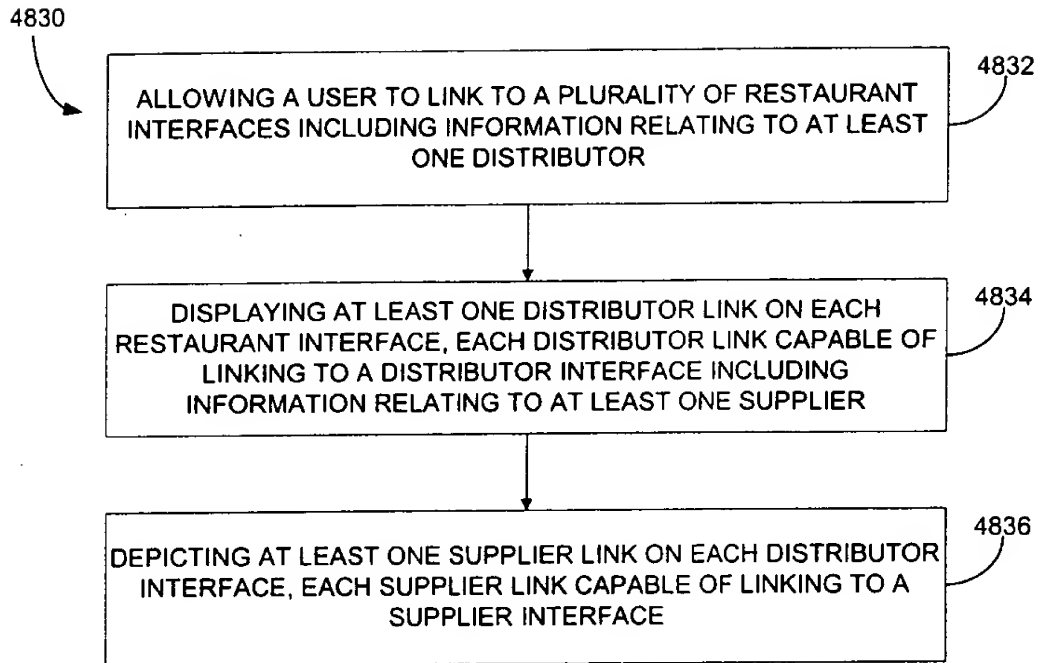 4830
4832
ALLOWING A USER TO LINK TO A PLURALITY OF RESTAURANT
INTERFACES INCLUDING INFORMATION RELATING TO AT LEAST
ONE DISTRIBUTOR
4834
DISPLAYING AT LEAST ONE DISTRIBUTOR LINK ON EACH
RESTAURANT INTERFACE, EACH DISTRIBUTOR LINK CAPABLE OF
LINKING TO A DISTRIBUTOR INTERFACE INCLUDING
INFORMATION RELATING TO AT LEAST ONE SUPPLIER
4836
DEPICTING AT LEAST ONE SUPPLIER LINK ON EACH DISTRIBUTOR
INTERFACE, EACH SUPPLIER LINK CAPABLE OF LINKING TO A
SUPPLIER INTERFACE